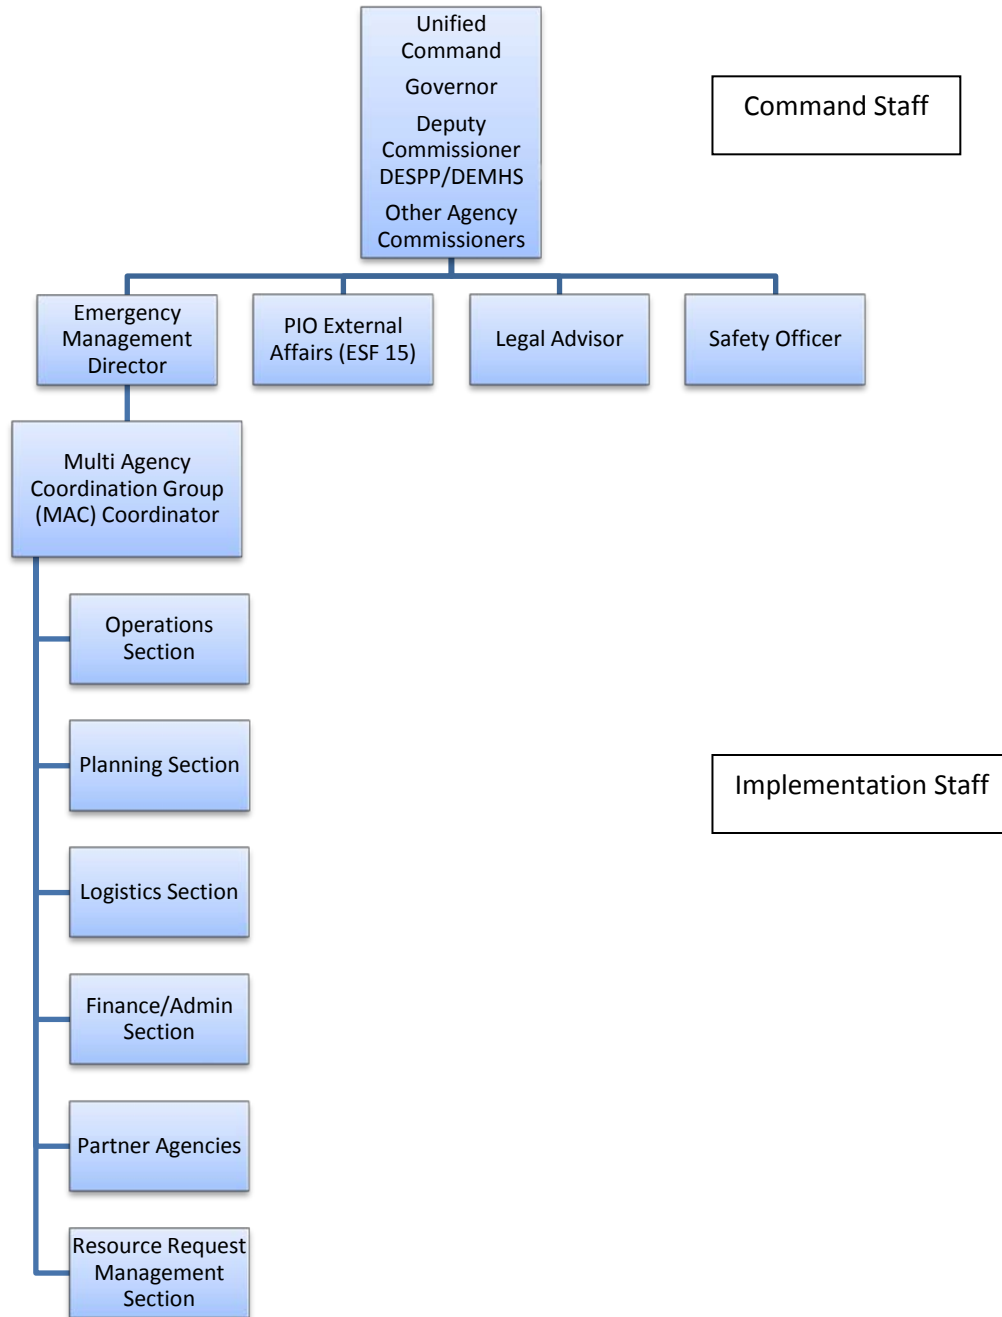 Unified
Command
Governor
Deputy
Commissioner
DESPP/DEMHS
Other Agency
Commissioners
Command Staff
Emergency
Management
Director
PIO External
Affairs (ESF 15)
Legal Advisor
Safety Officer
Multi Agency
Coordination Group
(MAC) Coordinator
Operations
Section
Planning Section
Implementation Staff
Logistics Section
Finance/Admin
Section
Partner Agencies
Resource Request
Management
Section